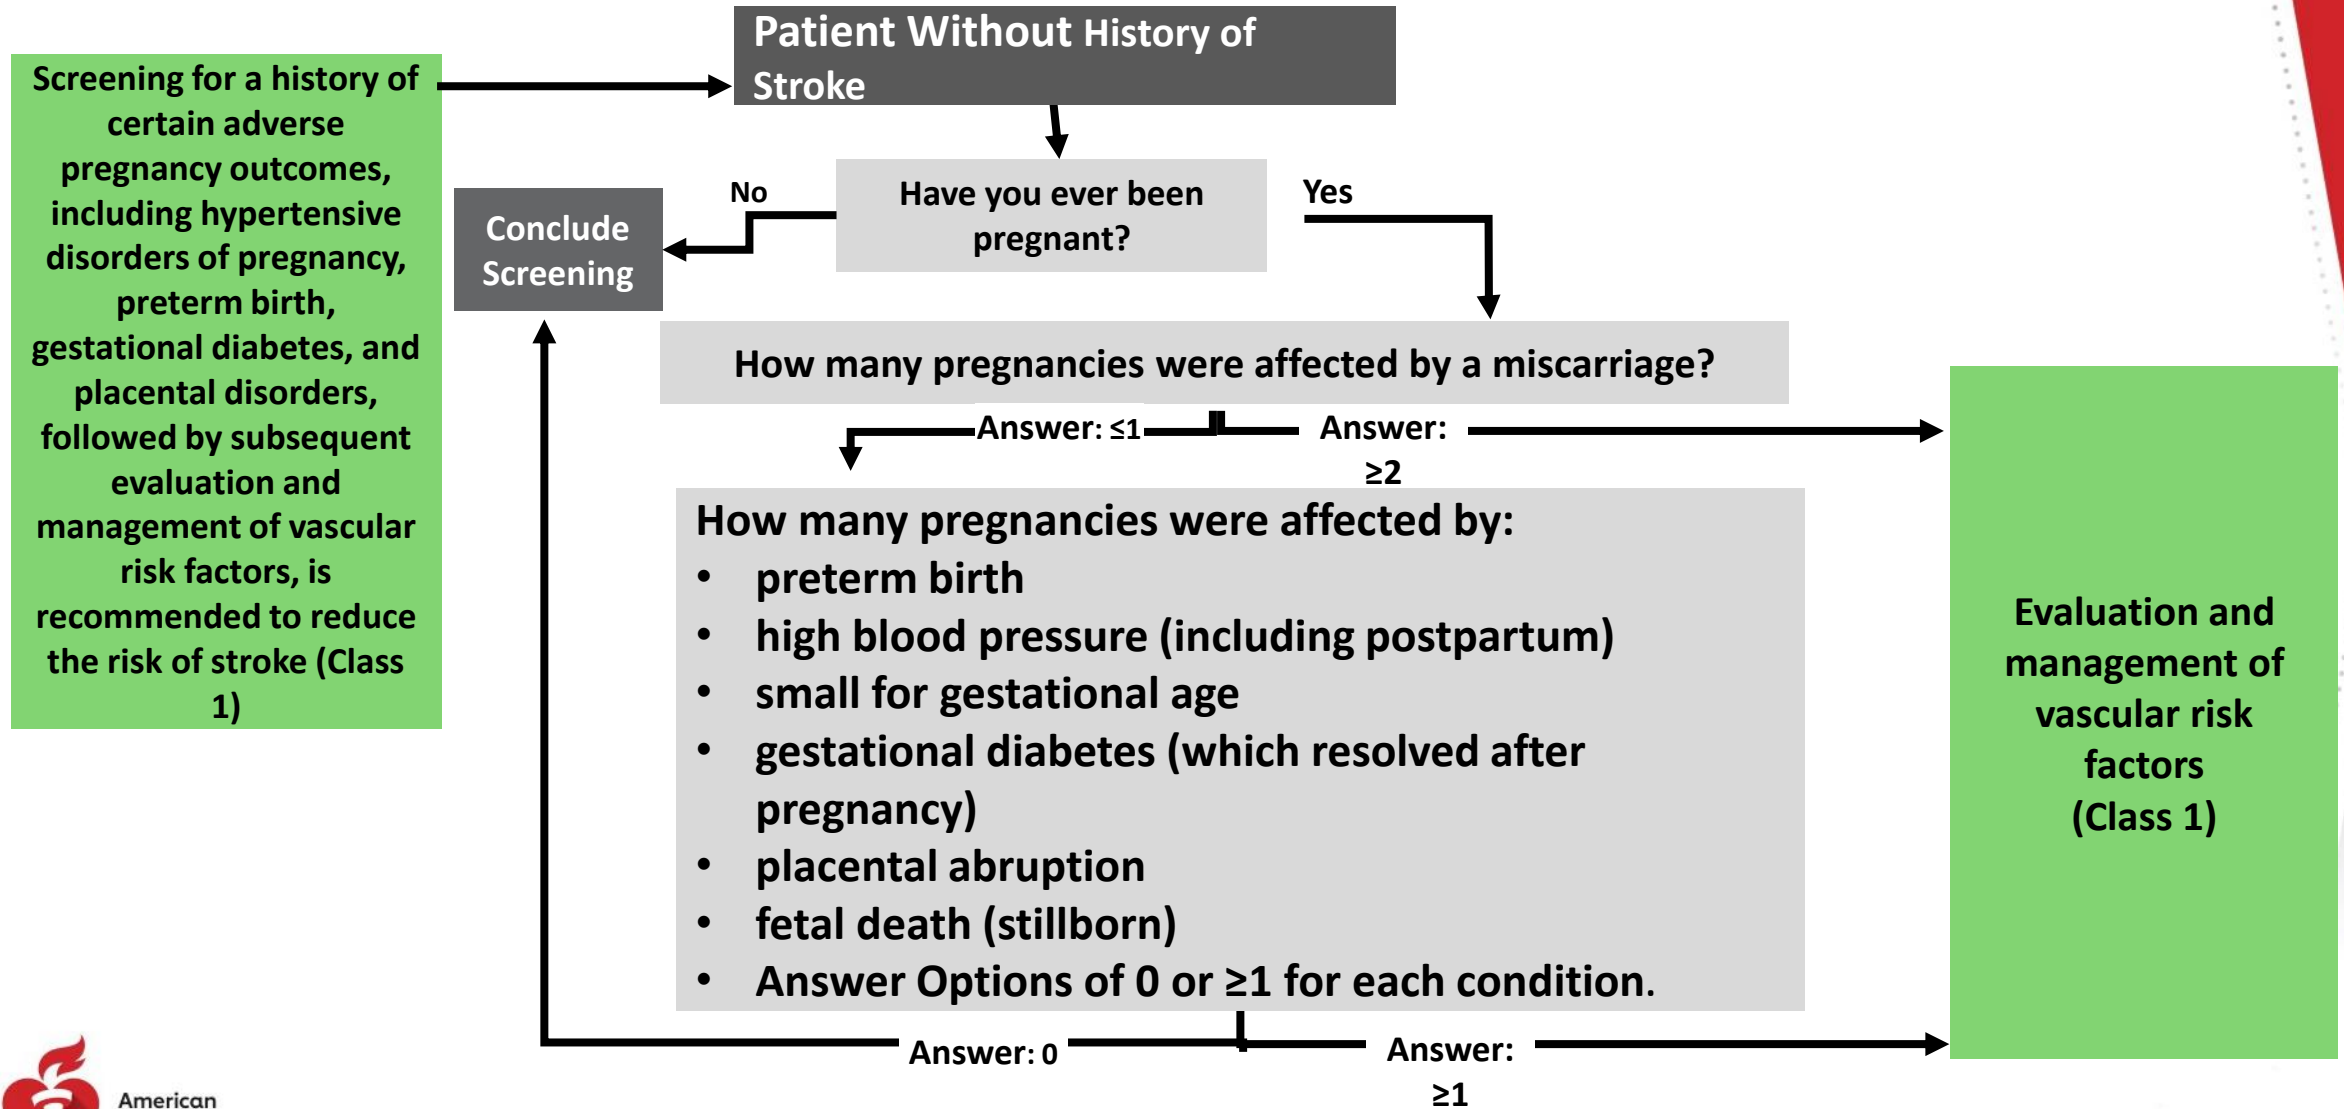 Patient Without History of
Stroke
Screening for a history of
certain adverse
pregnancy outcomes,
including hypertensive
disorders of pregnancy,
preterm birth,
gestational diabetes, and
placental disorders,
followed by subsequent
evaluation and
management of vascular
risk factors, is
recommended to reduce
the risk of stroke (Class
1)
Have you ever been
pregnant?
No
Yes
Conclude
Screening
How many pregnancies were affected by a miscarriage?
Answer: ≤1
Answer:
≥2
How many pregnancies were affected by:
• preterm birth
• high blood pressure (including postpartum)
• small for gestational age
• gestational diabetes (which resolved after
pregnancy)
• placental abruption
• fetal death (stillborn)
• Answer Options of 0 or ≥1 for each condition.
Answer: 0
Answer:
≥1
Evaluation and
management of
vascular risk
factors
(Class 1)
American